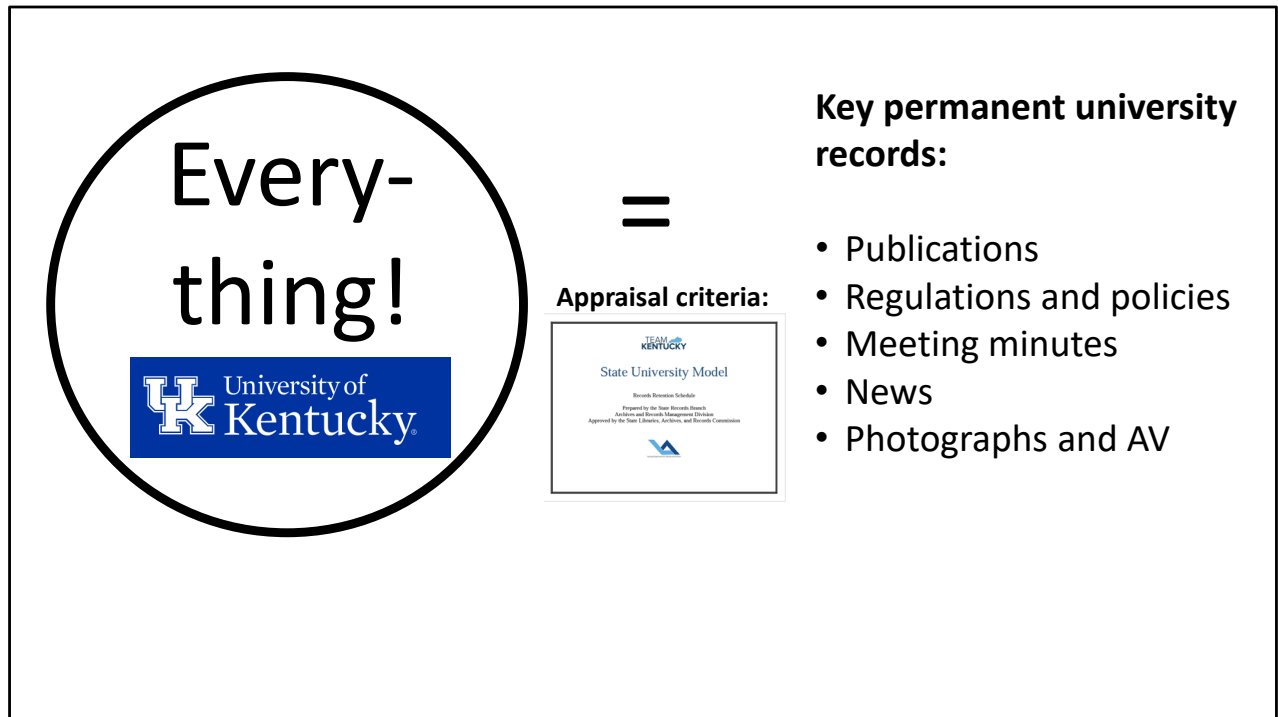 Every-
thing!
UK University of
Kentucky®
=
Appraisal criteria:
TEAM
KENTUCKY
State University Model
Records Retention Schedule
Prepared by the State Records Branch
Archives and Records Management Division
Approved by the State Libraries, Archives, and Records Commission
Key permanent university
records:
• Publications
• Regulations and policies
• Meeting minutes
• News
• Photographs and AV